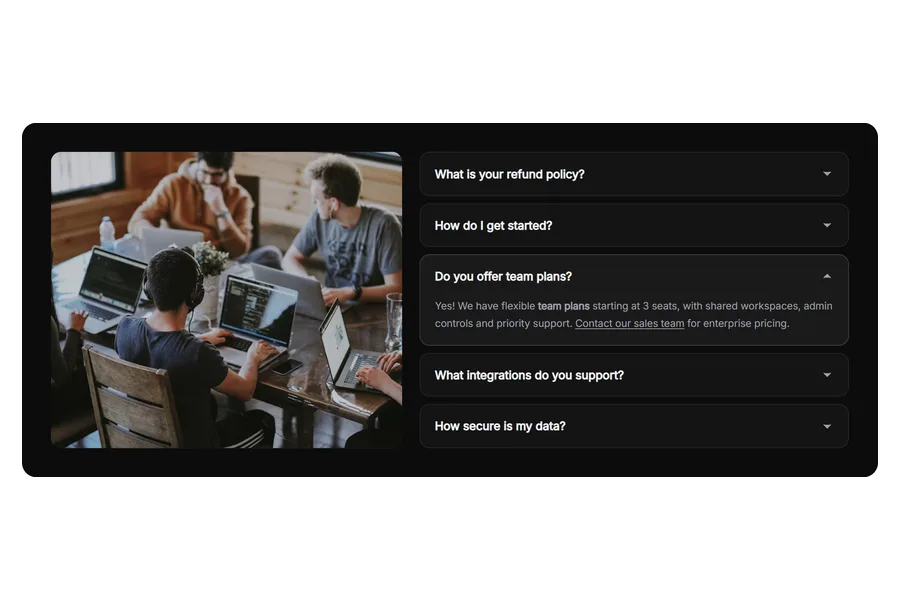 What is your refund policy?
How do I get started?
Do you offer team plans?
Yes! We have flexible team plans starting at 3 seats, with shared workspaces, admin
controls and priority support. Contact our sales team for enterprise pricing.
What integrations do you support?
How secure is my data?